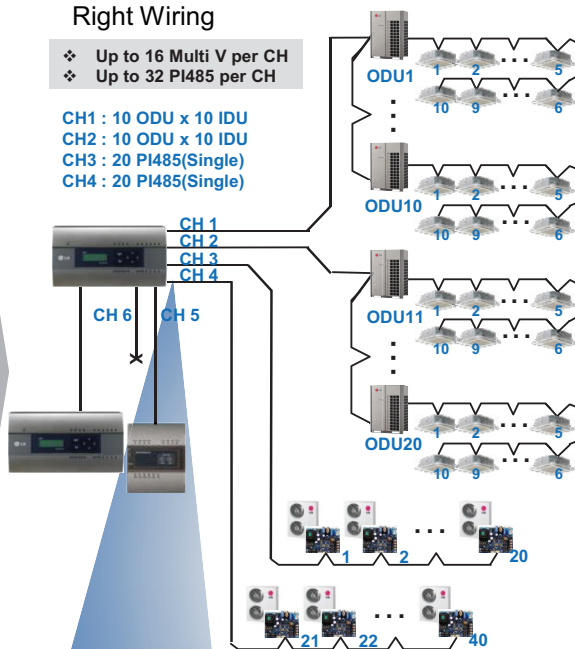 Right Wiring
❖ Up to 16 Multi V per CH
❖ Up to 32 PI485 per CH
CH1 : 10 ODU x 10 IDU
CH2 : 10 ODU x 10 IDU
CH3 : 20 PI485(Single)
CH4 : 20 PI485(Single)
ODU1
1 2 ... 5
10 9 ... 6
ODU10
1 2 ... 5
10 9 ... 6
CH 1
CH 2
CH 3
CH 4
CH 6 CH 5
ODU11
1 2 ... 5
10 9 ... 6
ODU20
1 2 ... 5
10 9 ... 6
1 2 ... 20
21 22 ... 40
LG
LG